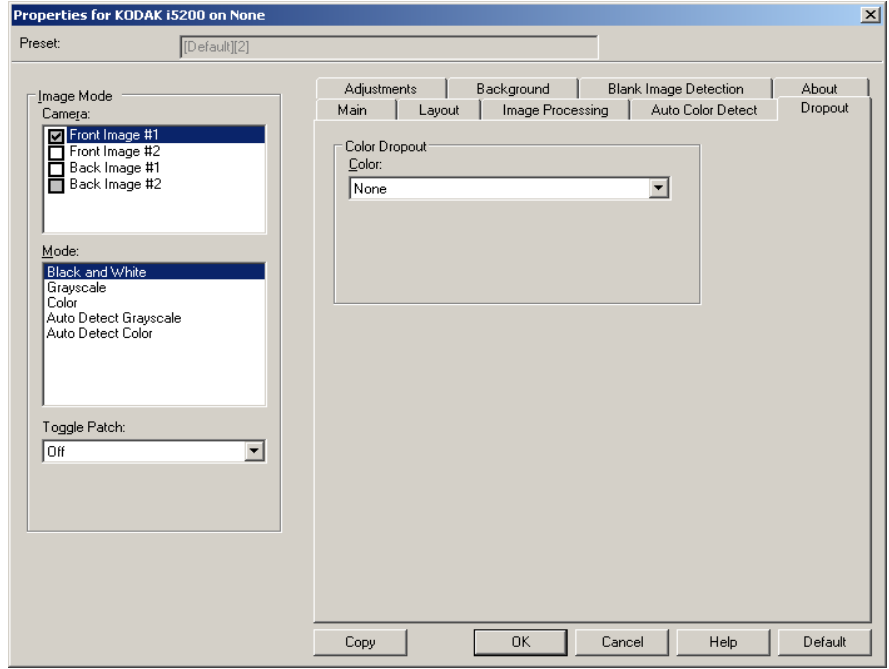 Properties for KODAK i5200 on None
Preset:
[Default][2]
Image Mode
Camera:
Front Image #1
Front Image #2
Back Image #1
Back Image #2
Mode:
Black and White
Grayscale
Color
Auto Detect Grayscale
Auto Detect Color
Toggle Patch:
Off
Adjustments Background Blank Image Detection About
Main Layout Image Processing Auto Color Detect Dropout
Color Dropout
Color:
None
Copy OK Cancel Help Default